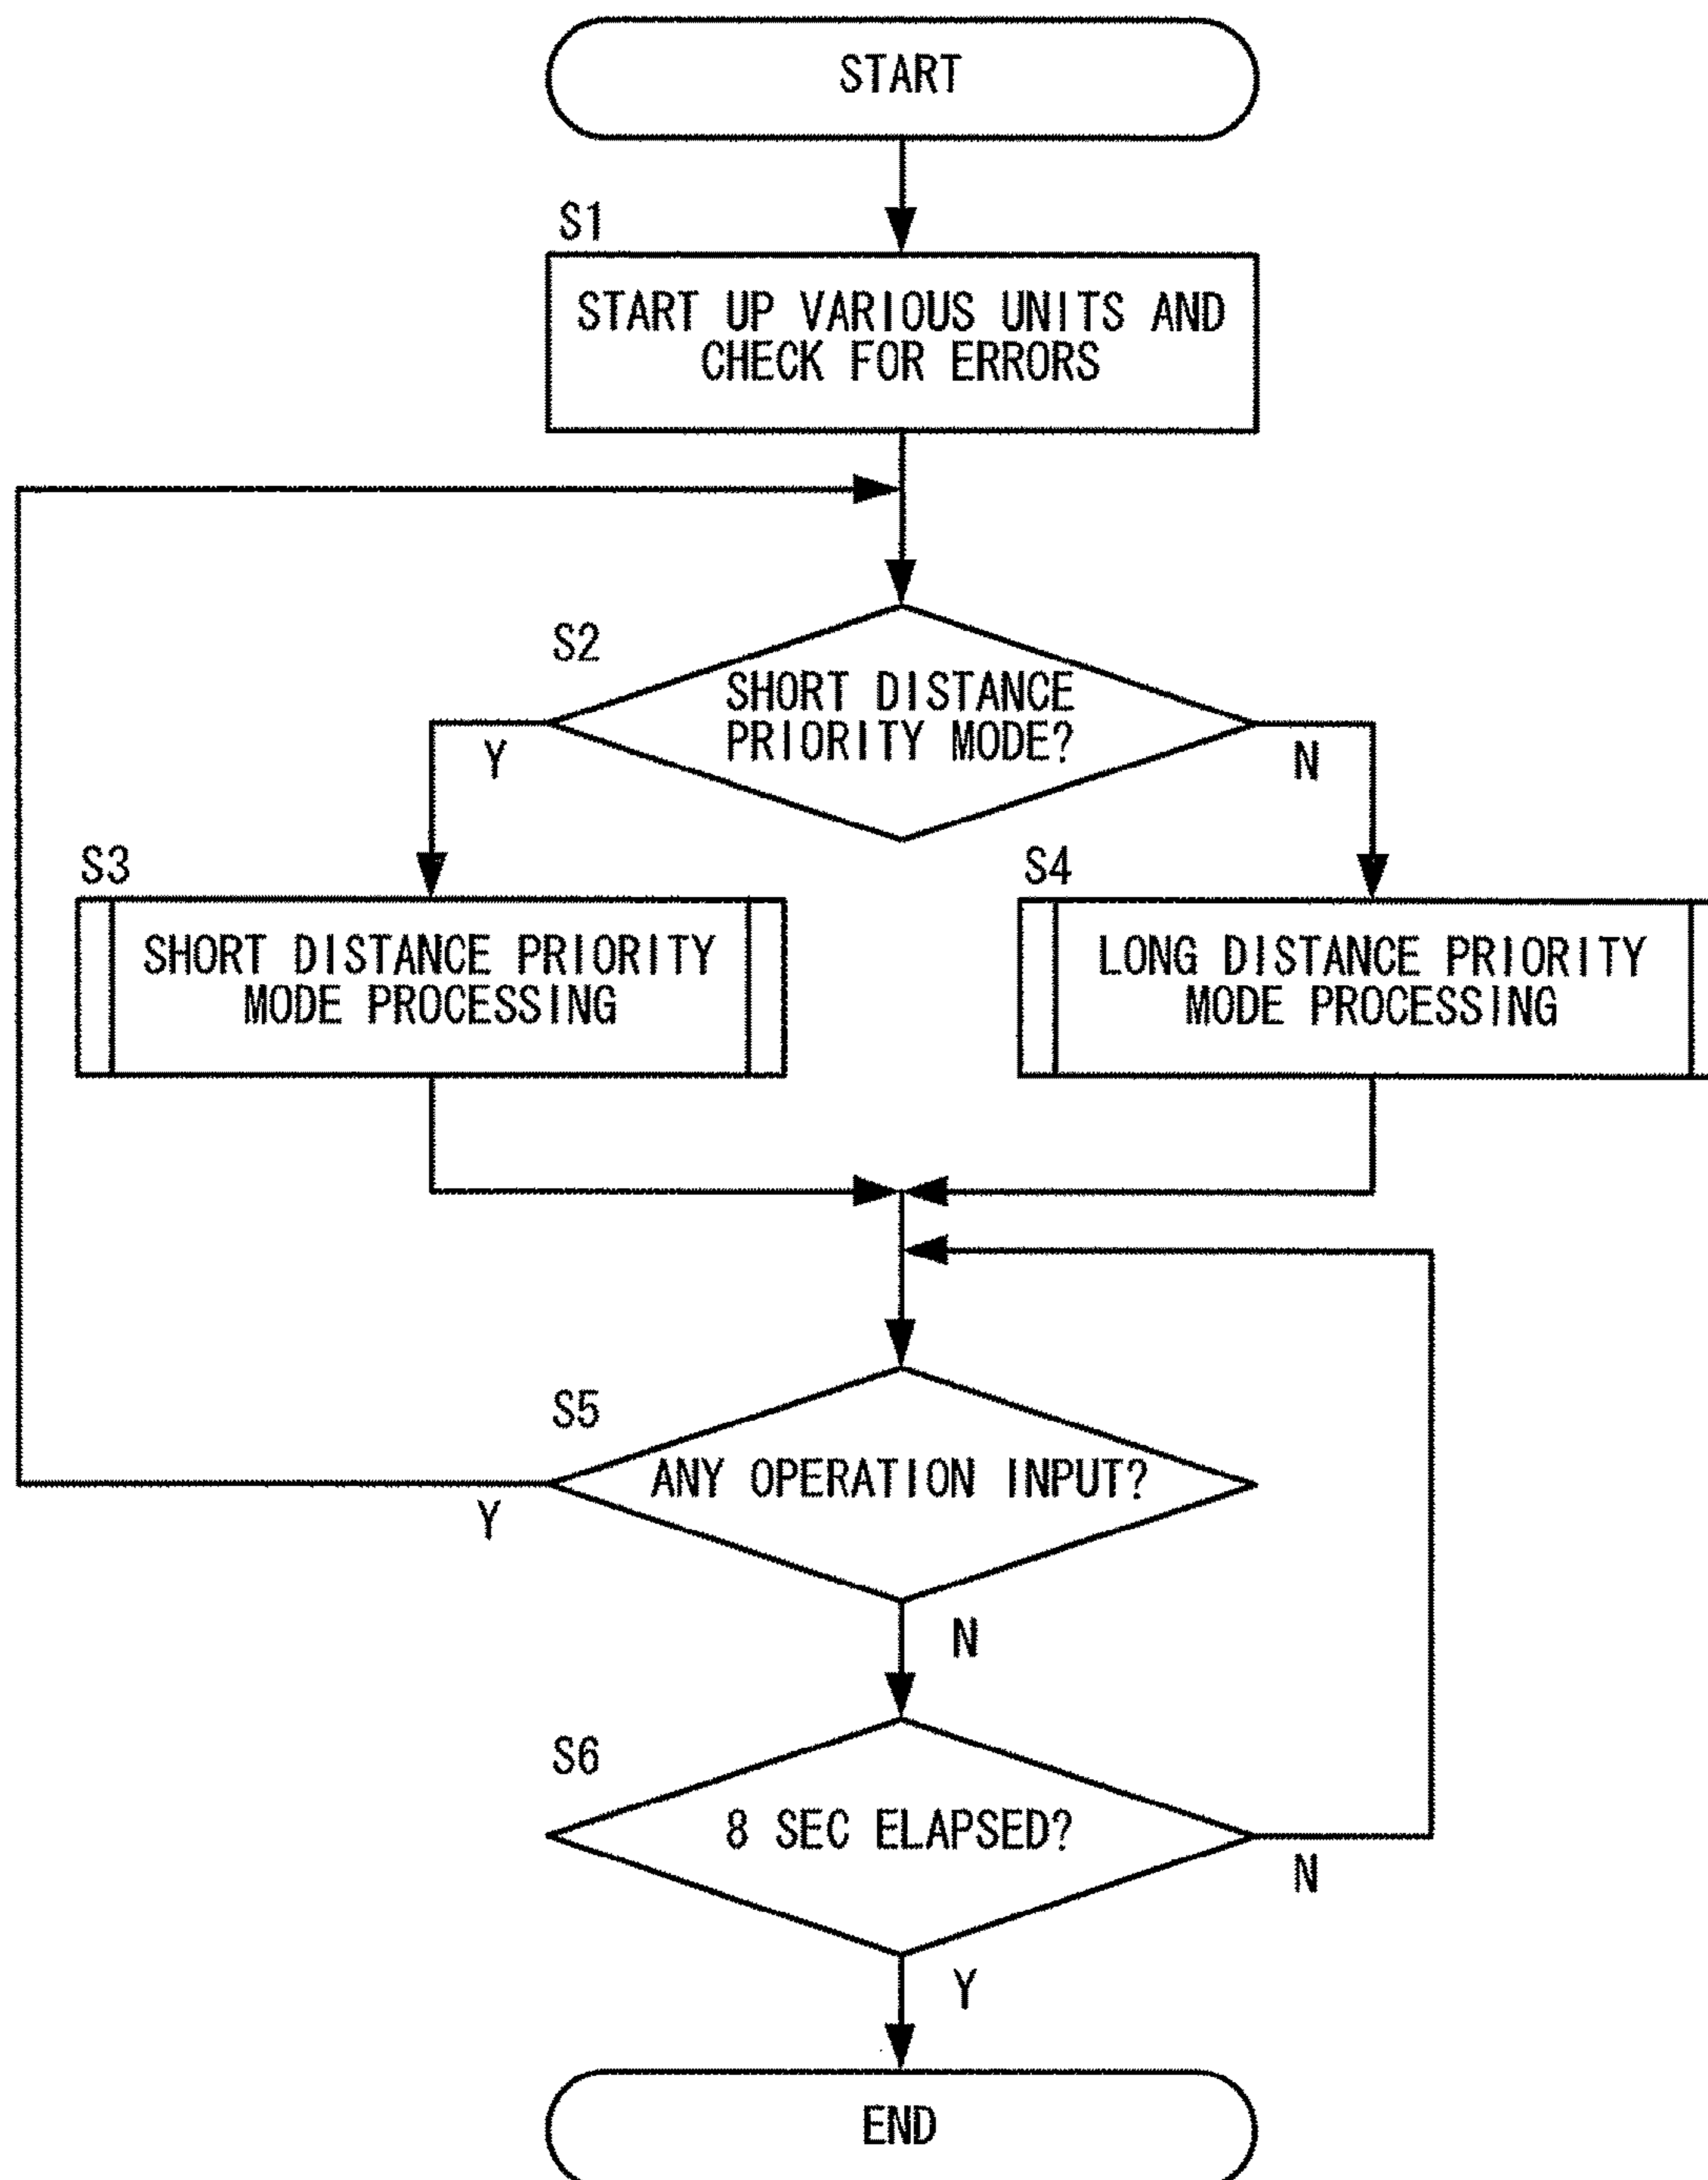 START
S1
START UP VARIOUS UNITS AND
CHECK FOR ERRORS
S2
SHORT DISTANCE
PRIORITY MODE?
Y
N
S3
SHORT DISTANCE PRIORITY
MODE PROCESSING
S4
LONG DISTANCE PRIORITY
MODE PROCESSING
S5
ANY OPERATION INPUT?
Y
N
S6
8 SEC ELAPSED?
N
Y
END